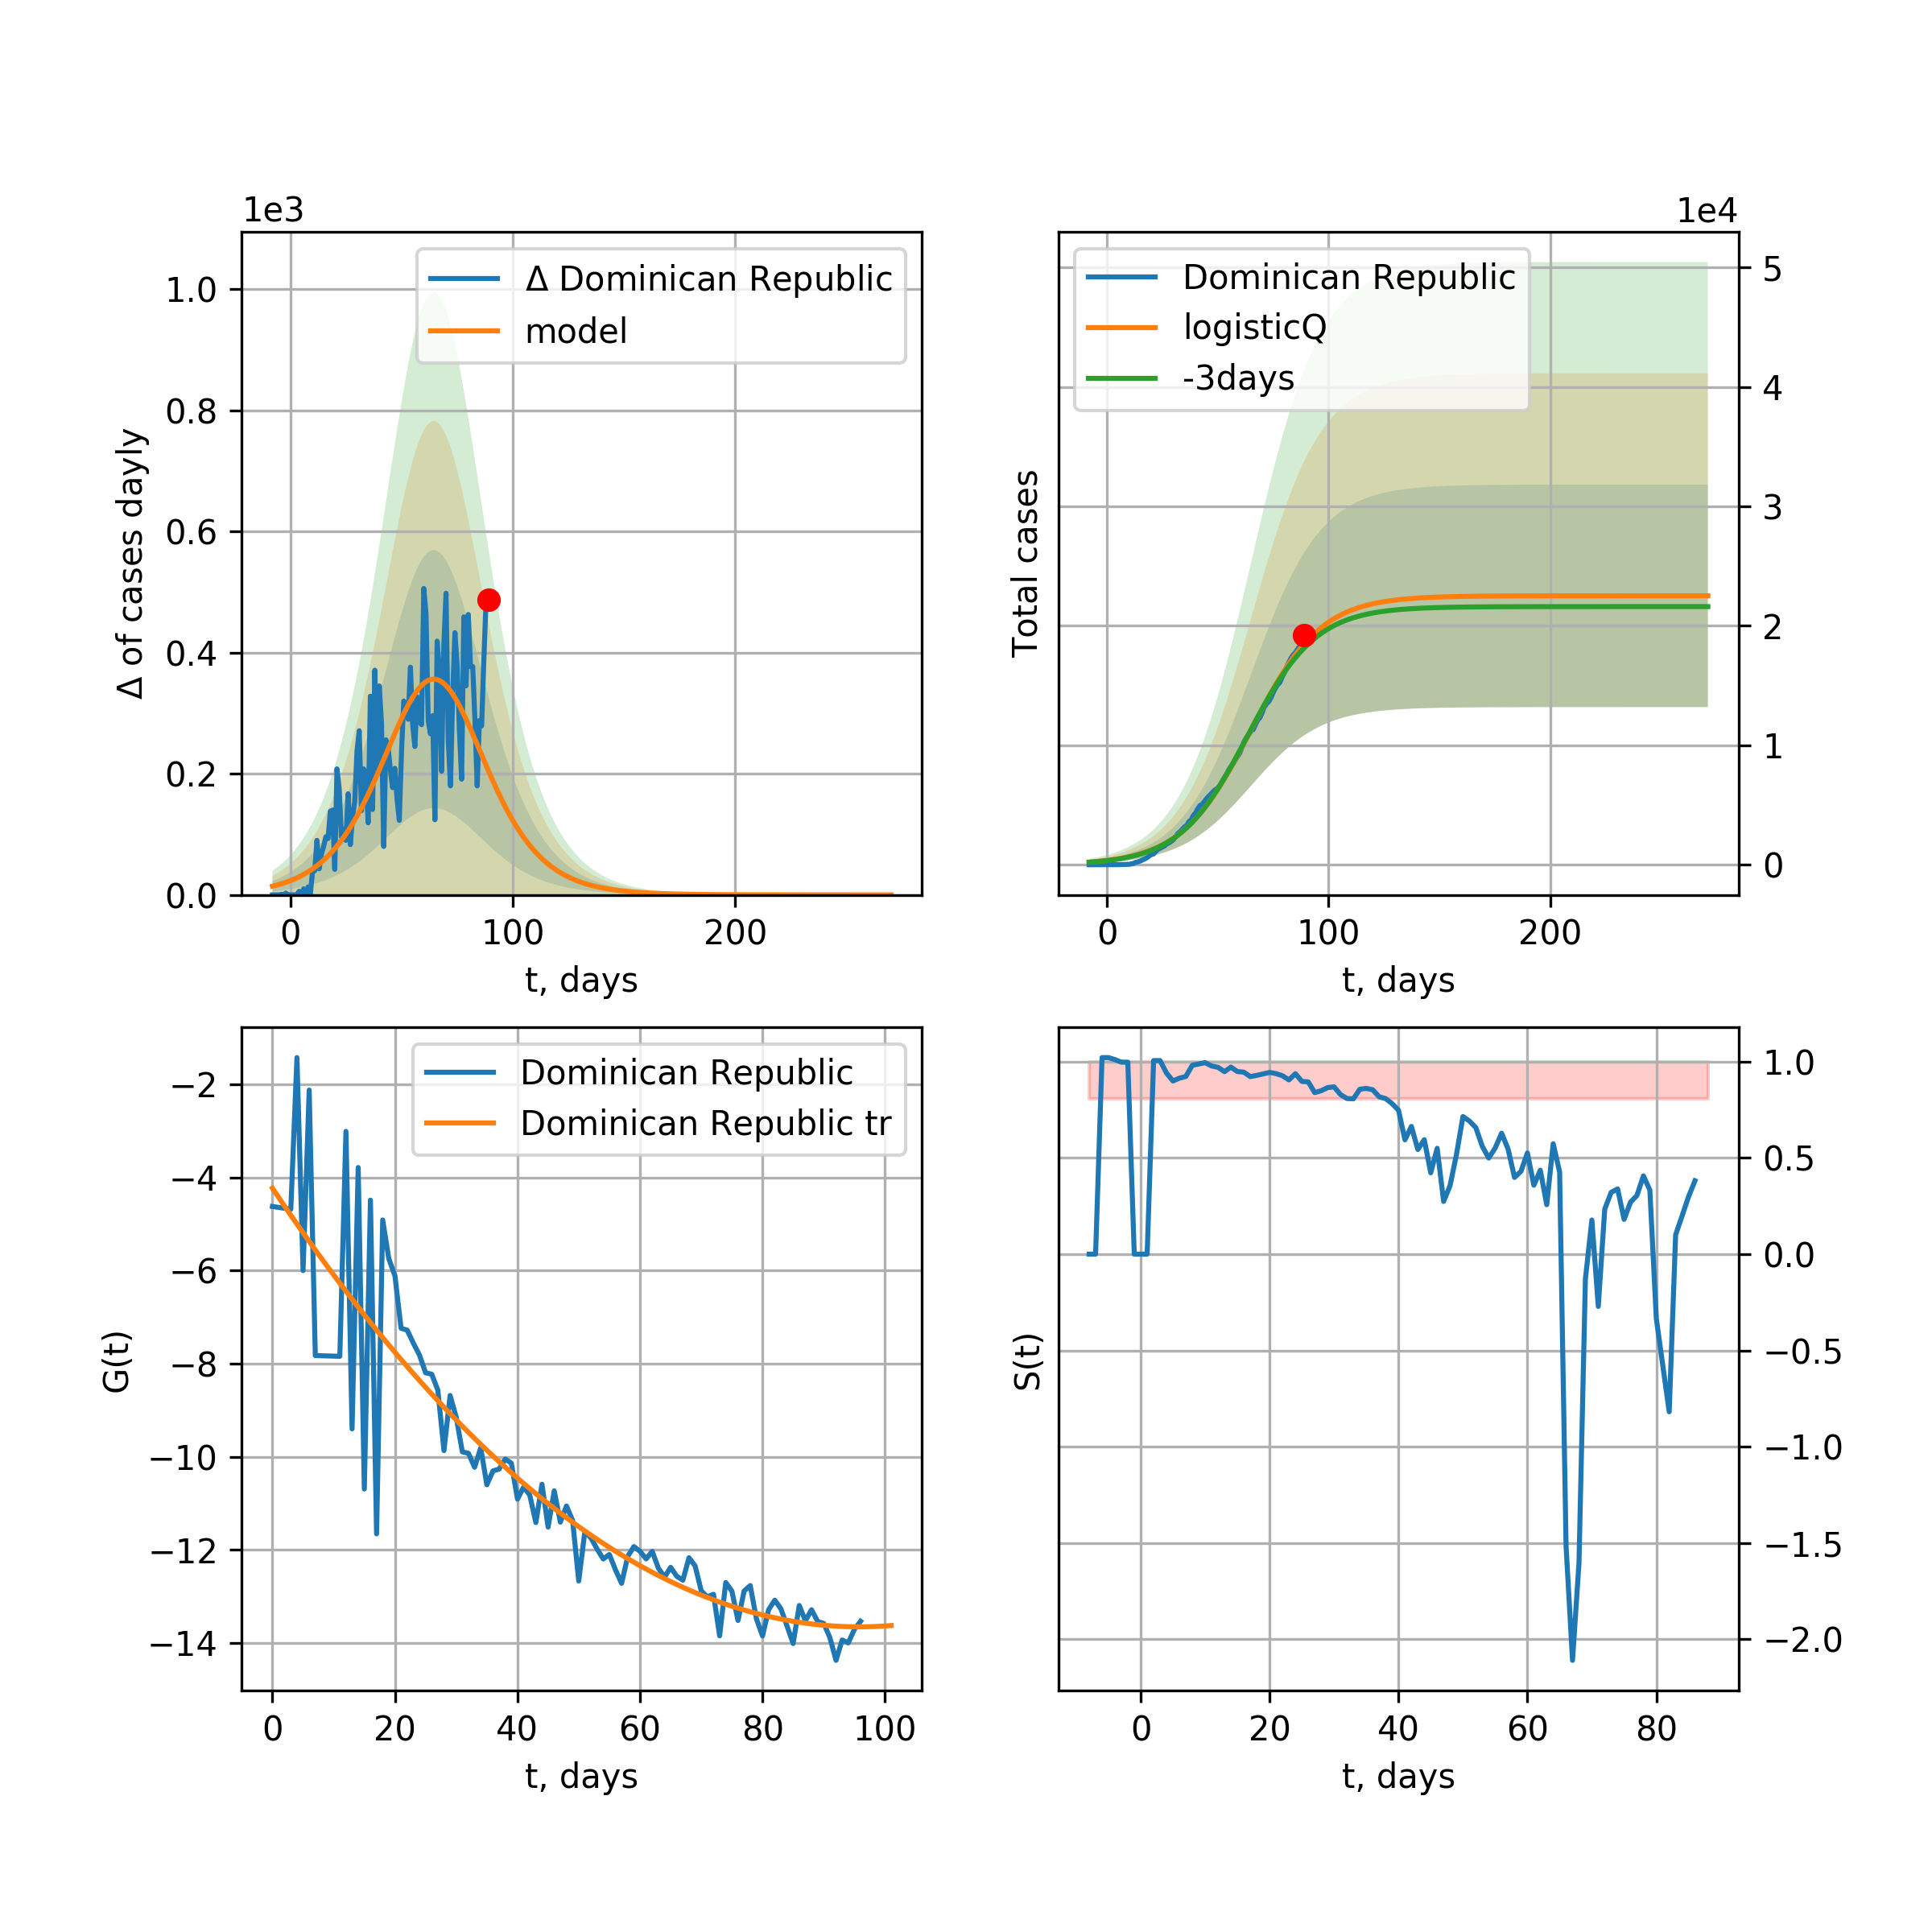 1e3
Δ Dominican Republic
model
1.0
0.8
0.6
0.4
0.2
0.0
Δ of cases dayly
0 100 200
t, days
1e4
Dominican Republic
logisticQ
-3days
5
4
3
2
1
0
Total cases
0 100 200
t, days
Dominican Republic
Dominican Republic tr
−2
−4
−6
−8
−10
−12
−14
G(t)
0 20 40 60 80 100
t, days
1.0
0.5
0.0
−0.5
−1.0
−1.5
−2.0
S(t)
0 20 40 60 80
t, days